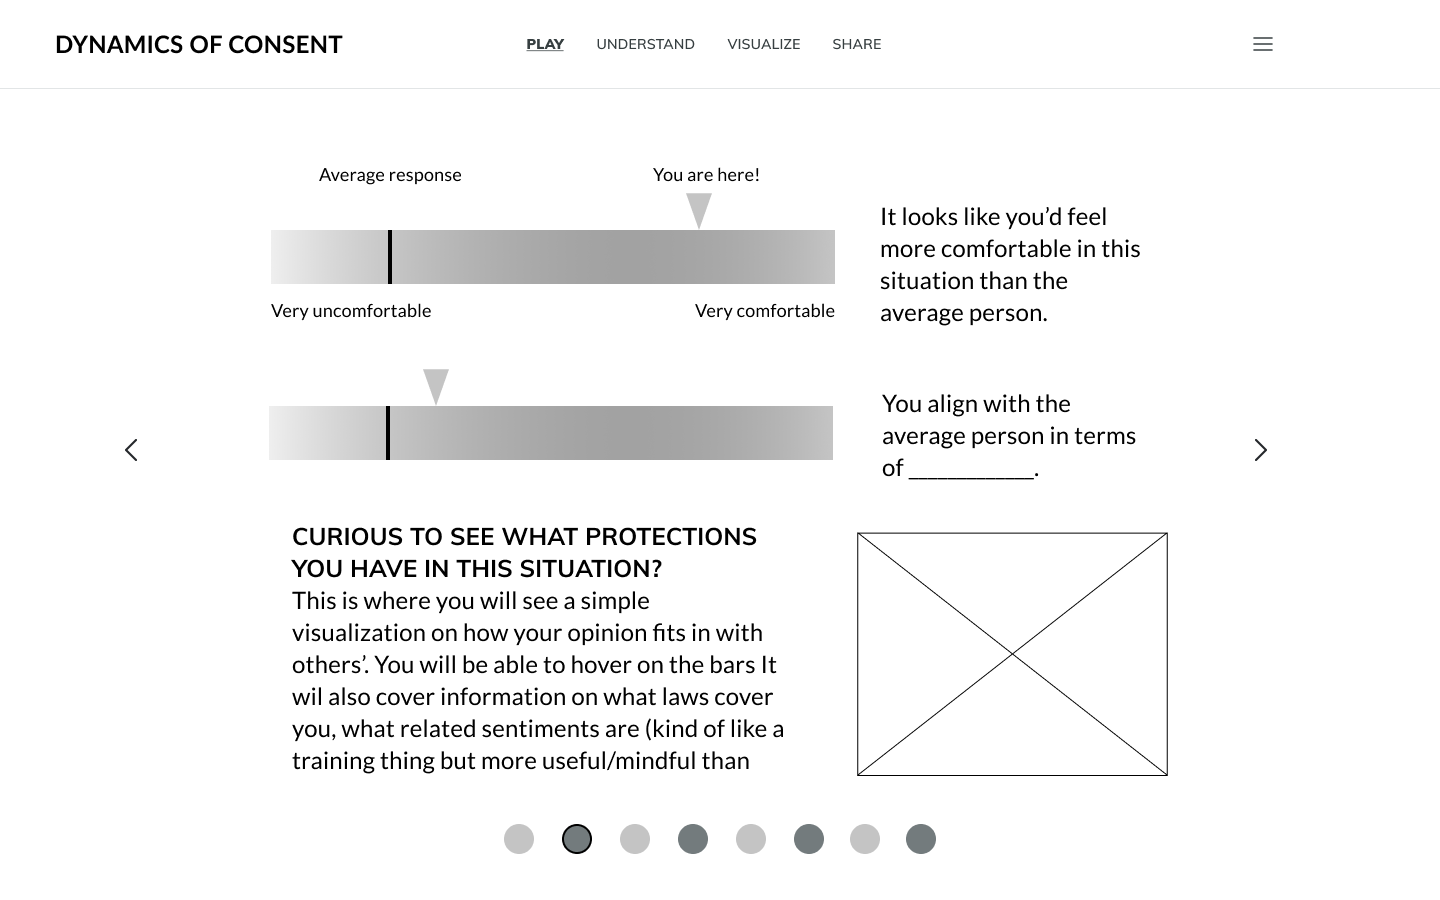 DYNAMICS OF CONSENT
PLAY
UNDERSTAND
VISUALIZE
SHARE
Average response
You are here!
Very uncomfortable
Very comfortable
It looks like you’d feel
more comfortable in this
situation than the
average person.
You align with the
average person in terms
of _____________.
CURIOUS TO SEE WHAT PROTECTIONS
YOU HAVE IN THIS SITUATION?
This is where you will see a simple
visualization on how your opinion fits in with
others’. You will be able to hover on the bars It
wil also cover information on what laws cover
you, what related sentiments are (kind of like a
training thing but more useful/mindful than